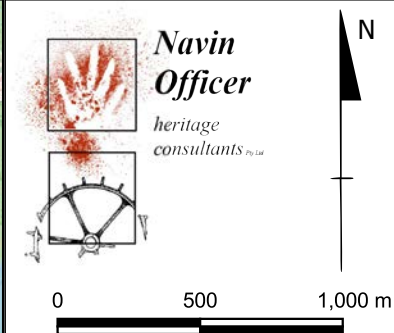 Navin
Officer
heritage
consultants Pty Ltd
N
0 500 1,000 m